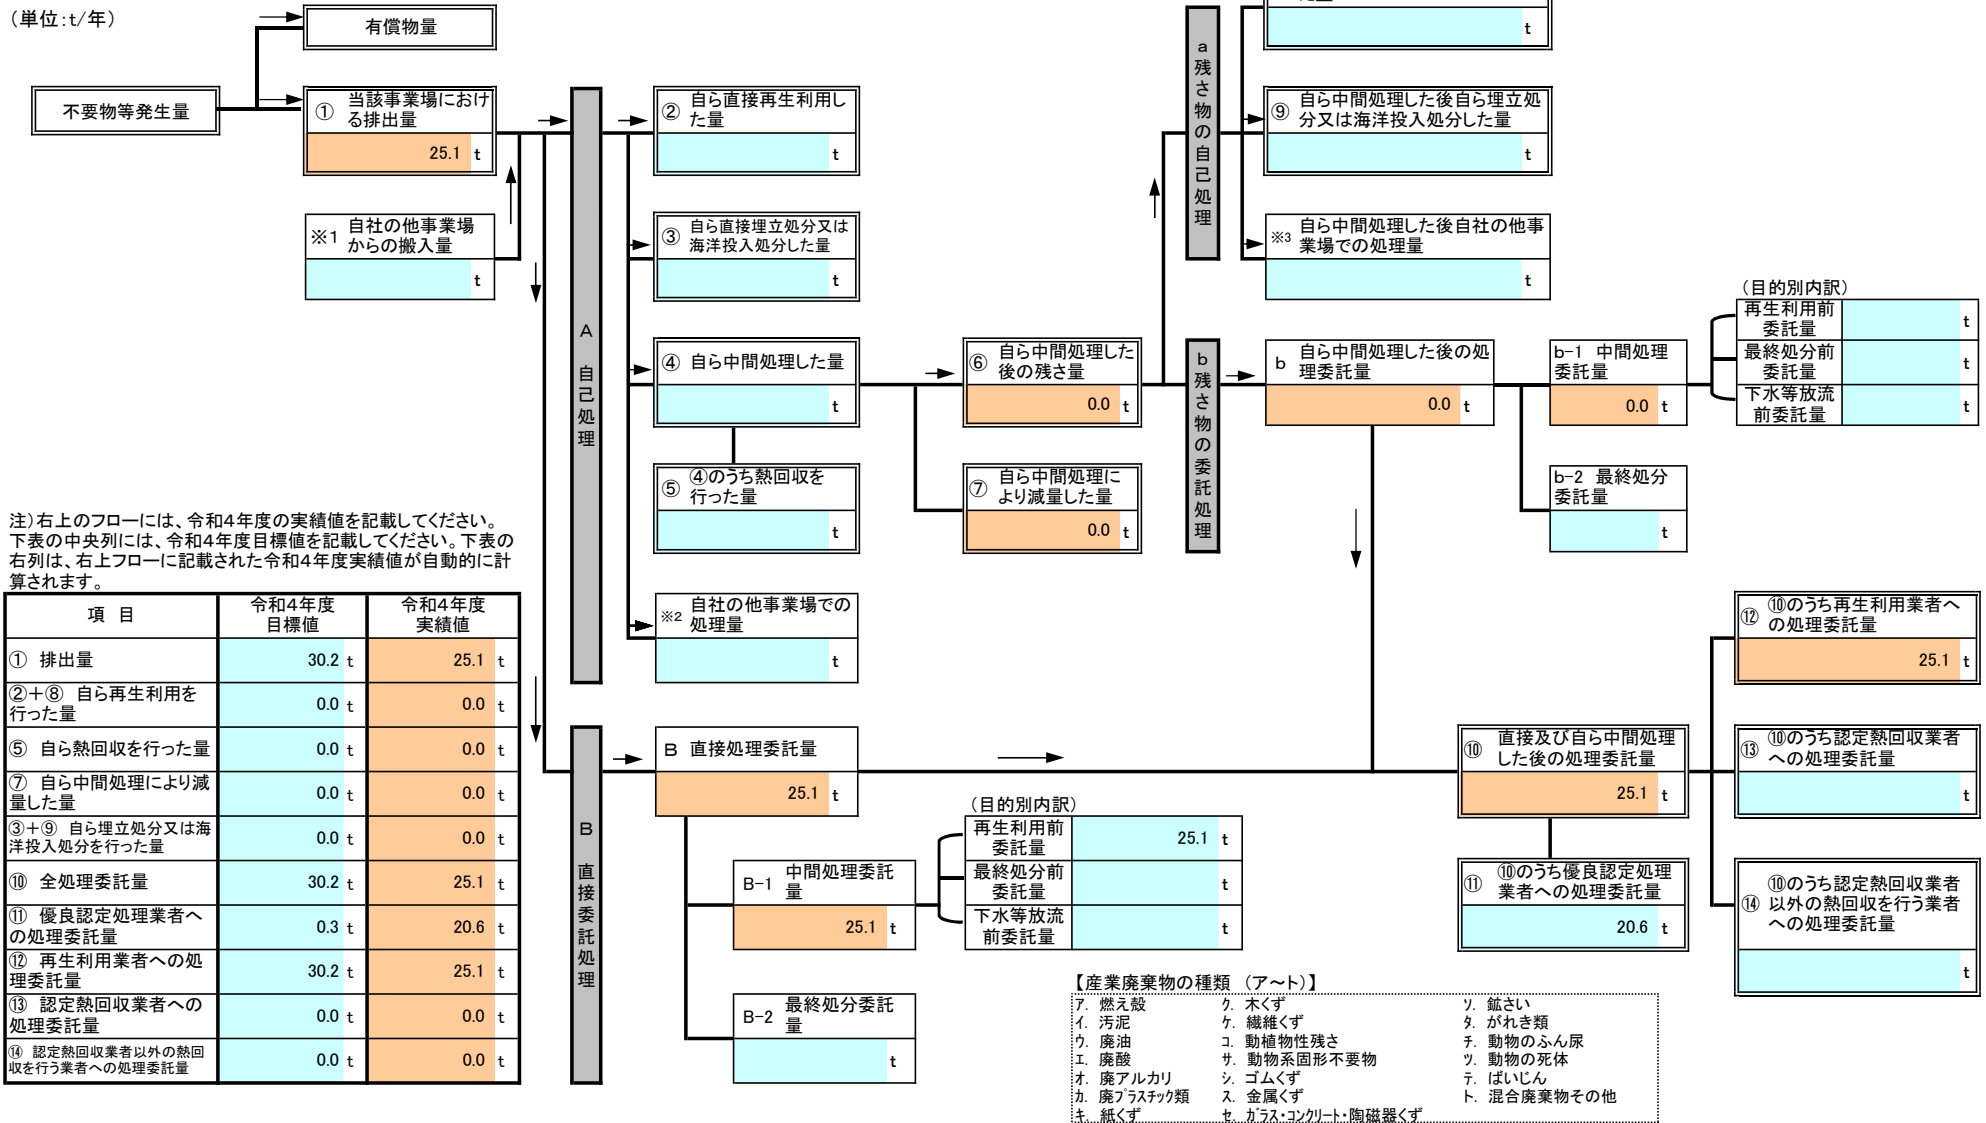 （単位：t/年）
有償物量
不要物等発生量
① 当該事業場におけ
る排出量
25.1 t
※1 自社の他事業場
からの搬入量
t
A 自己処理
② 自ら直接再生利用し
た量
t
③ 自ら直接埋立処分又は
海洋投入処分した量
t
④ 自ら中間処理した量
t
⑤ ④のうち熱回収を
行った量
t
※2 自社の他事業場での
処理量
t
⑥ 自ら中間処理した
後の残さ量
0.0 t
⑦ 自ら中間処理に
より減量した量
0.0 t
a 残さ物の自己処理
t
⑨ 自ら中間処理した後自ら埋立処
分又は海洋投入処分した量
t
※3 自ら中間処理した後自社の他事
業場での処理量
t
b 残さ物の委託処理
b 自ら中間処理した後の処
理委託量
0.0 t
b-1 中間処理
委託量
0.0 t
b-2 最終処分
委託量
t
（目的別内訳）
再生利用前
委託量 t
最終処分前
委託量 t
下水等放流
前委託量 t
注）右上のフローには、令和4年度の実績値を記載してください。
下表の中央列には、令和4年度目標値を記載してください。下表の
右列は、右上フローに記載された令和4年度実績値が自動的に計
算されます。
項 目 令和4年度
目標値 令和4年度
実績値
① 排出量 30.2 t 25.1 t
②＋⑧ 自ら再生利用を
行った量 0.0 t 0.0 t
⑤ 自ら熱回収を行った量 0.0 t 0.0 t
⑦ 自ら中間処理により減
量した量 0.0 t 0.0 t
③＋⑨ 自ら埋立処分又は海
洋投入処分を行った量 0.0 t 0.0 t
⑩ 全処理委託量 30.2 t 25.1 t
⑪ 優良認定処理業者へ
の処理委託量 0.3 t 20.6 t
⑫ 再生利用業者への処
理委託量 30.2 t 25.1 t
⑬ 認定熱回収業者への
処理委託量 0.0 t 0.0 t
⑭ 認定熱回収業者以外の熱回
収を行う業者への処理委託量 0.0 t 0.0 t
B 直接委託処理
B 直接処理委託量
25.1 t
B-1 中間処理委託
量
25.1 t
B-2 最終処分委託
量
t
（目的別内訳）
再生利用前
委託量 25.1 t
最終処分前
委託量 t
下水等放流
前委託量 t
⑩ 直接及び自ら中間処理
した後の処理委託量
25.1 t
⑪ ⑩のうち優良認定処理
業者への処理委託量
20.6 t
⑫ ⑩のうち再生利用業者へ
の処理委託量
25.1 t
⑬ ⑩のうち認定熱回収業者
への処理委託量
t
⑭ ⑩のうち認定熱回収業者
以外の熱回収を行う業者
への処理委託量
t
【産業廃棄物の種類 （ア～ト）】
ア. 燃え殻 ク. 木くず ソ. 鉱さい
イ. 汚泥 ケ. 繊維くず タ. がれき類
ウ. 廃油 コ. 動植物性残さ チ. 動物のふん尿
エ. 廃酸 サ. 動物系固形不要物 ツ. 動物の死体
オ. 廃アルカリ シ. ゴムくず テ. ばいじん
カ. 廃プラスチック類 ス. 金属くず ト. 混合廃棄物その他
キ. 紙くず セ. ガラス・コンクリート・陶磁器くず